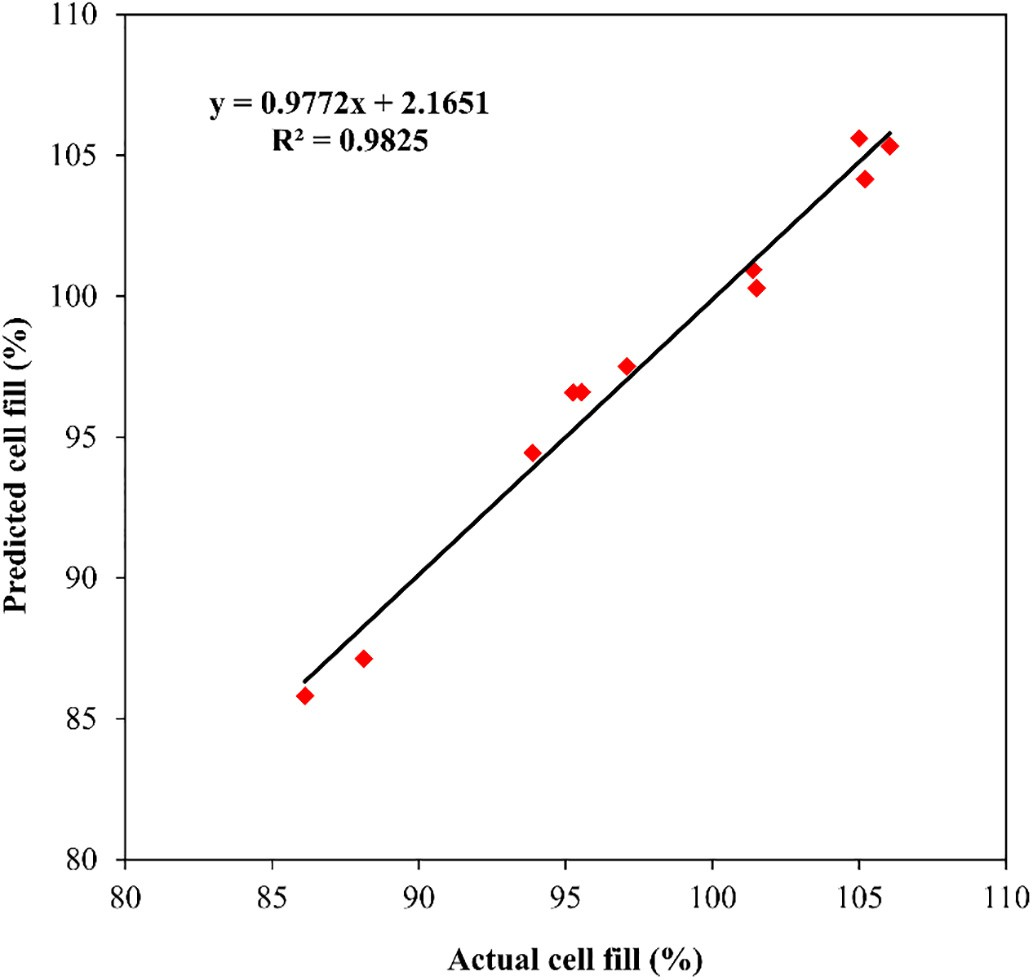 110
y = 0.9772x + 2.1651
R² = 0.9825
105
100
95
90
85
80
Predicted cell fill (%)
80 85 90 95 100 105 110
Actual cell fill (%)